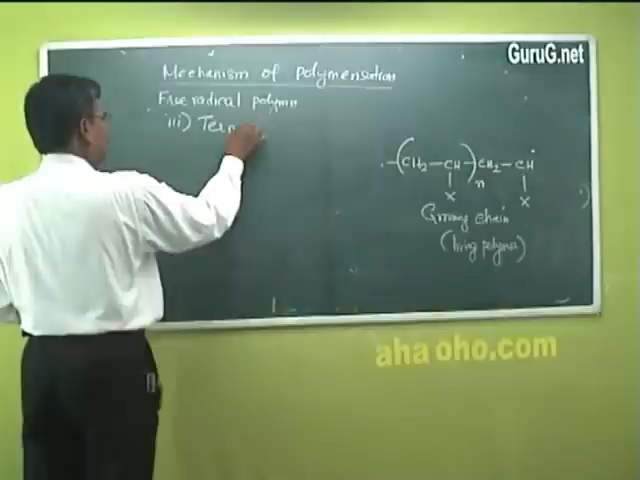 GuruG.net
Mechanism of Polymerisation
Free radical polymn
iii) Ter
-(CH2-CH-)n CH2-CH•
X X
Growing chain
(living polymer)
ahaoho.com